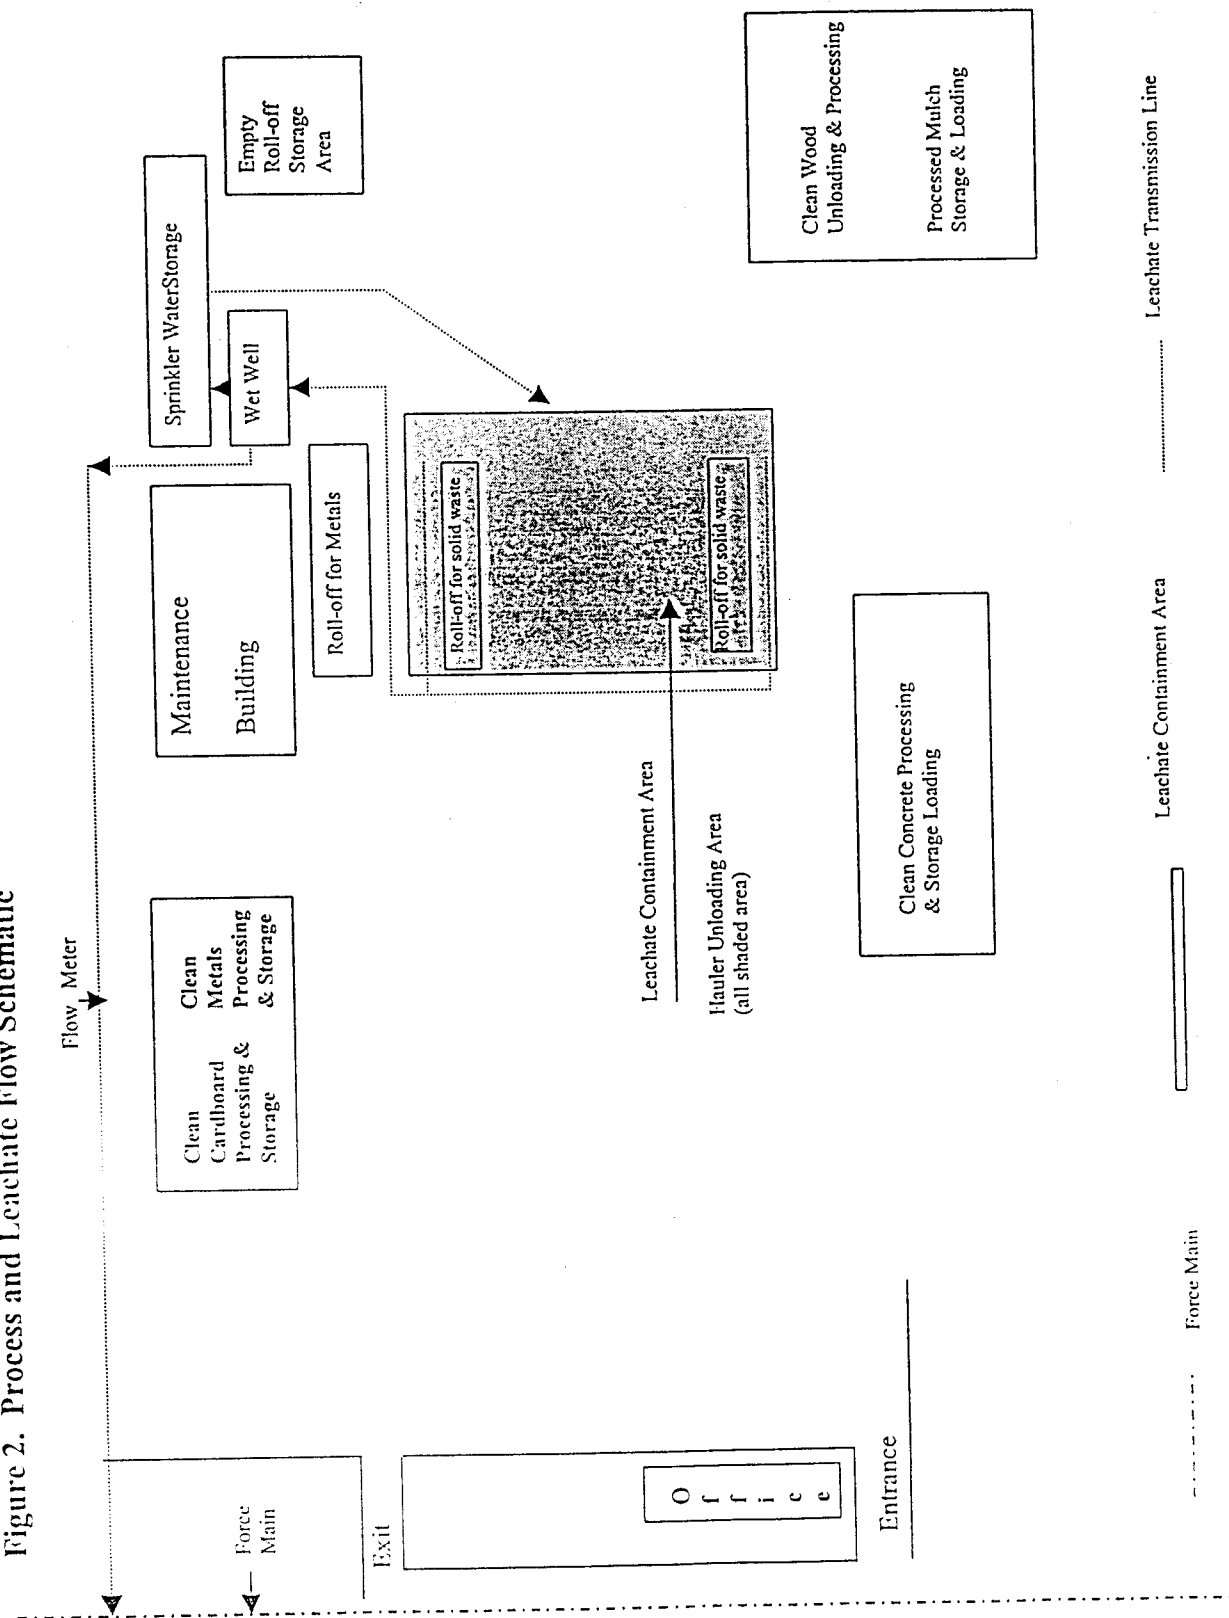 Figure 2. Process and Leachate Flow Schematic
Flow Meter
Force
Main
Clean
Cardboard
Processing &
Storage
Clean
Metals
Processing
& Storage
Maintenance
Building
Sprinkler WaterStorage
Wet Well
Empty
Roll-off
Storage
Area
Roll-off for Metals
Exit
Office
Entrance
Roll-off for solid waste
Roll-off for solid waste
Leachate Containment Area
Hauler Unloading Area
(all shaded area)
Clean Wood
Unloading & Processing
Processed Mulch
Storage & Loading
Clean Concrete Processing
& Storage Loading
Force Main
Leachate Containment Area
Leachate Transmission Line